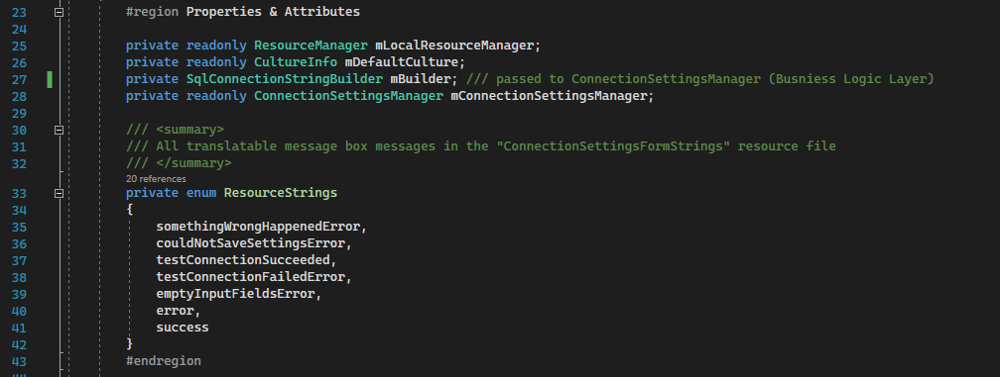 23 #region Properties & Attributes
24
25 private readonly ResourceManager mLocalResourceManager;
26 private readonly CultureInfo mDefaultCulture;
27 private SqlConnectionStringBuilder mBuilder; /// passed to ConnectionSettingsManager (Busniess Logic Layer)
28 private readonly ConnectionSettingsManager mConnectionSettingsManager;
29
30 /// <summary>
31 /// All translatable message box messages in the "ConnectionSettingsFormStrings" resource file
32 /// </summary>
20 references
33 private enum ResourceStrings
34 {
35 somethingWrongHappenedError,
36 couldNotSaveSettingsError,
37 testConnectionSucceeded,
38 testConnectionFailedError,
39 emptyInputFieldsError,
40 error,
41 success
42 }
43 #endregion